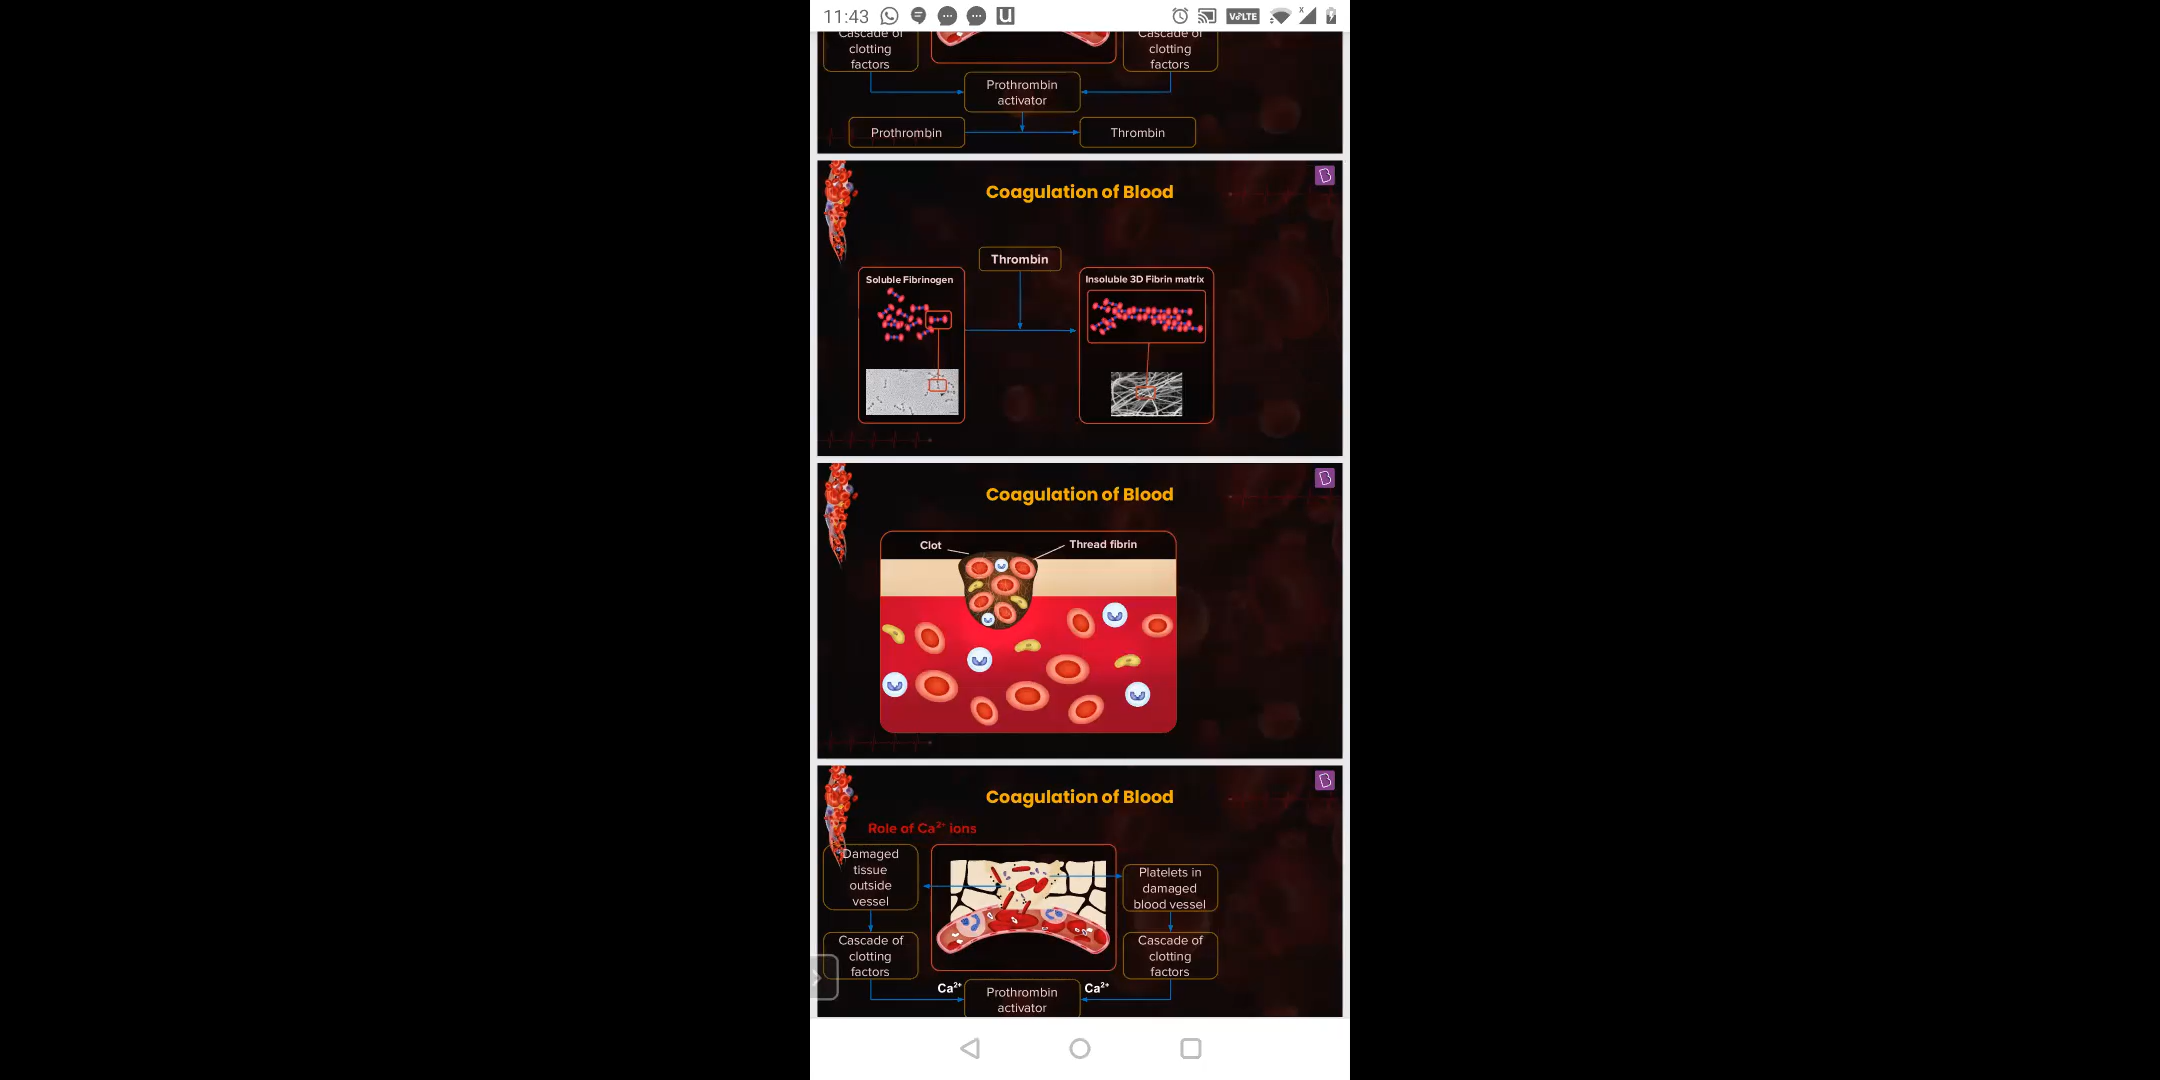 11:43
VoLTE
Cascade of
clotting
factors
Cascade of
clotting
factors
Prothrombin
activator
Prothrombin
Thrombin
Coagulation of Blood
Thrombin
Soluble Fibrinogen
Insoluble 3D Fibrin matrix
Coagulation of Blood
Clot
Thread fibrin
Coagulation of Blood
Role of Ca²⁺ ions
Damaged
tissue
outside
vessel
Platelets in
damaged
blood vessel
Cascade of
clotting
factors
Cascade of
clotting
factors
Ca²⁺
Prothrombin
activator
Ca²⁺